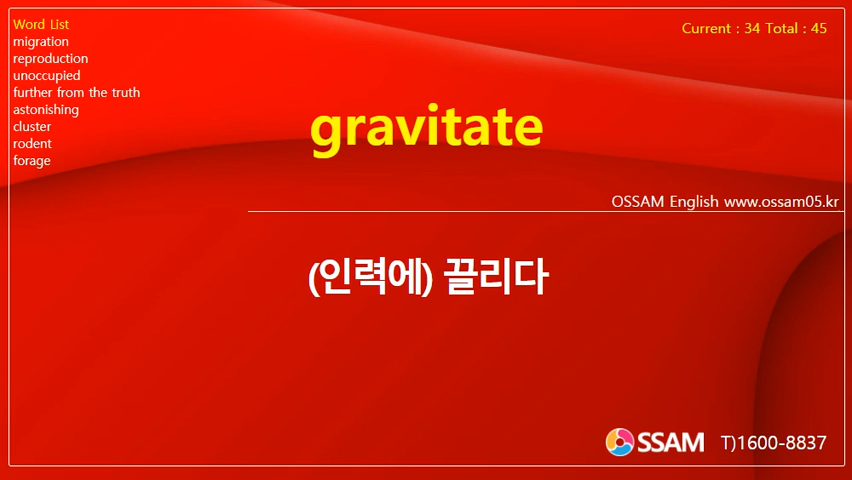 Word List
migration
reproduction
unoccupied
further from the truth
astonishing
cluster
rodent
forage
Current : 34 Total : 45
gravitate
OSSAM English www.ossam05.kr
(인력에) 끌리다
OSSAM T)1600-8837